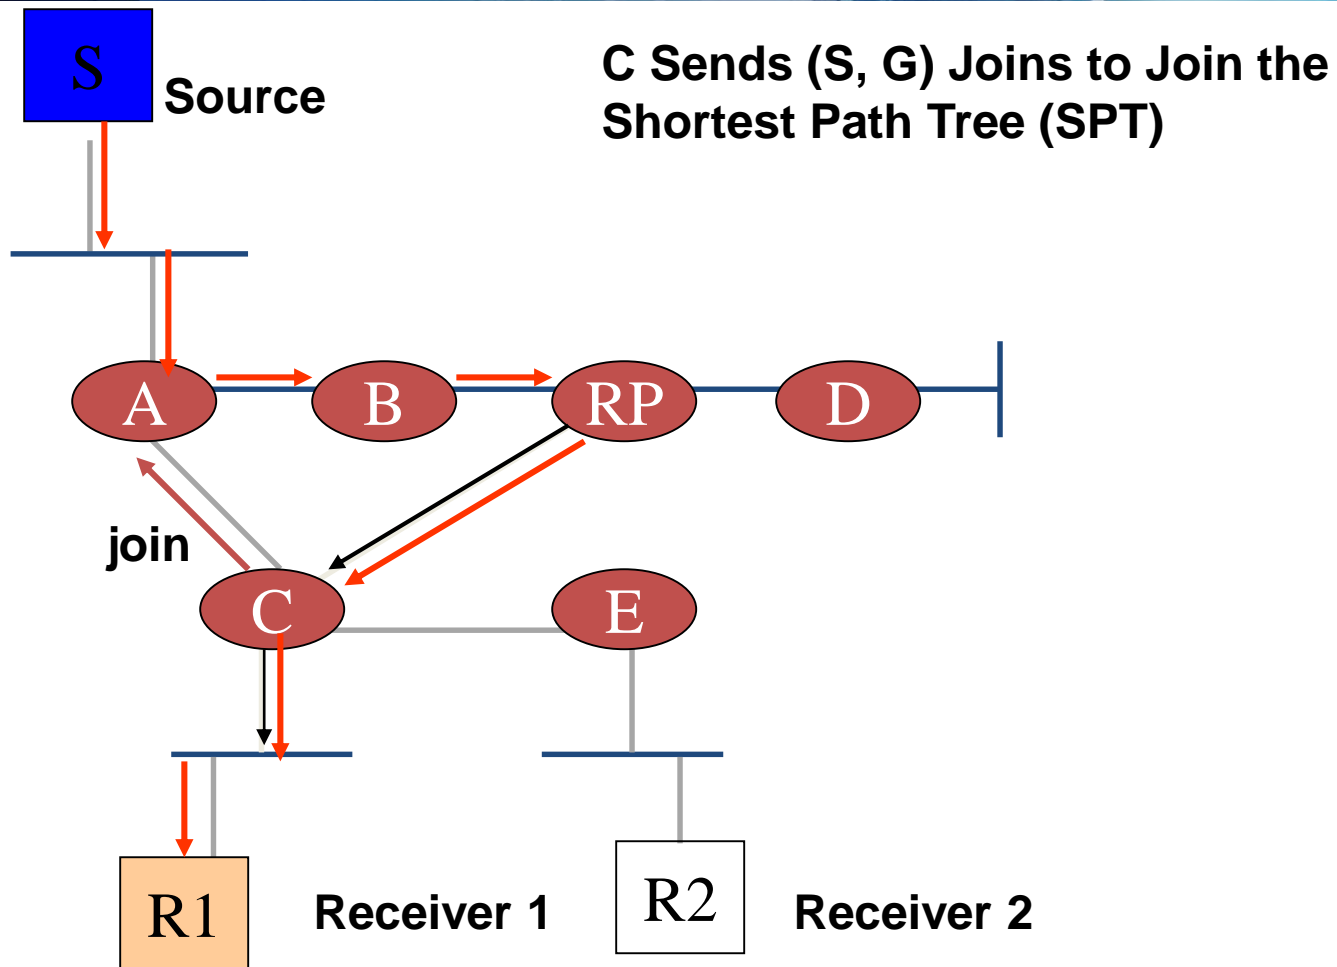 S
Source
C Sends (S, G) Joins to Join the
Shortest Path Tree (SPT)
A
B
RP
D
join
C
E
R1
Receiver 1
R2
Receiver 2